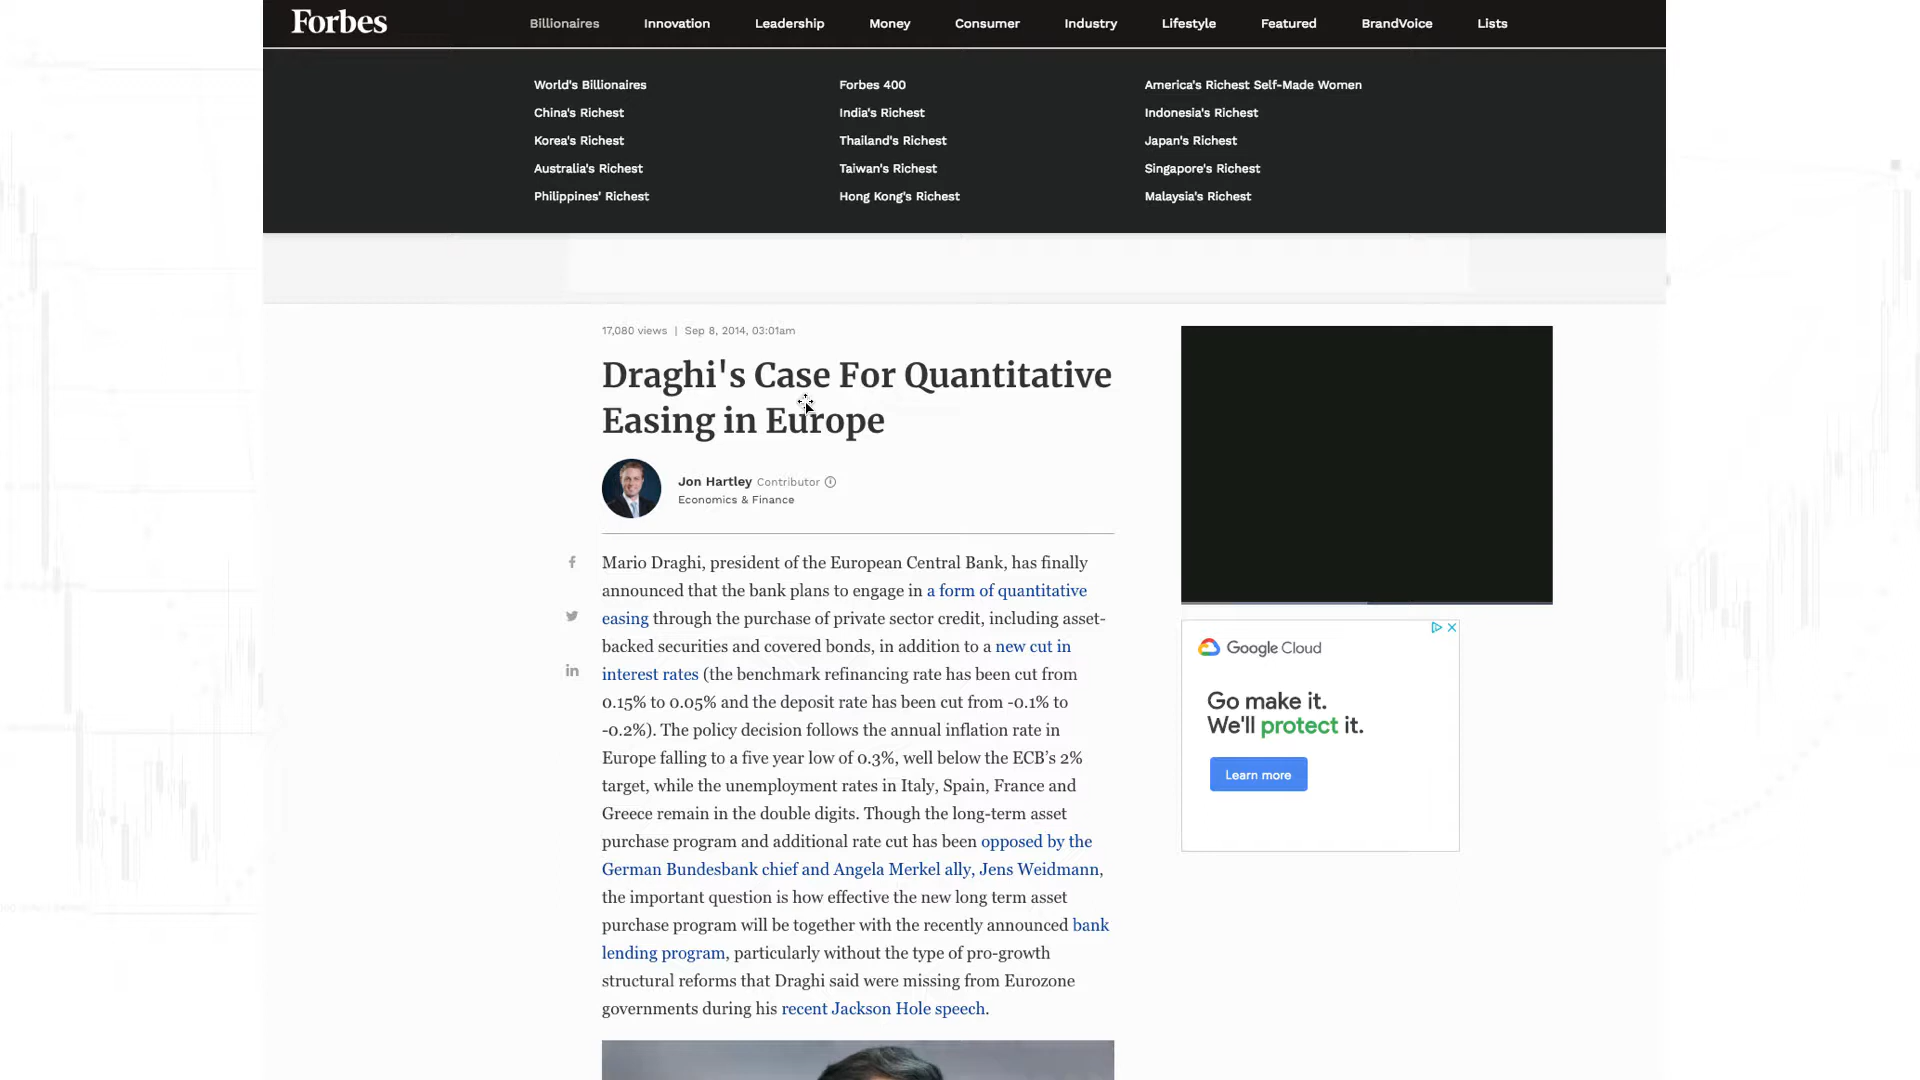 Forbes
Billionaires Innovation Leadership Money Consumer Industry Lifestyle Featured BrandVoice Lists
World's Billionaires Forbes 400 America's Richest Self-Made Women
China's Richest India's Richest Indonesia's Richest
Korea's Richest Thailand's Richest Japan's Richest
Australia's Richest Taiwan's Richest Singapore's Richest
Philippines' Richest Hong Kong's Richest Malaysia's Richest
17,080 views | Sep 8, 2014, 03:01am
Draghi's Case For Quantitative
Easing in Europe
Jon Hartley Contributor
Economics & Finance
Mario Draghi, president of the European Central Bank, has finally
announced that the bank plans to engage in a form of quantitative
easing through the purchase of private sector credit, including asset-
backed securities and covered bonds, in addition to a new cut in
interest rates (the benchmark refinancing rate has been cut from
0.15% to 0.05% and the deposit rate has been cut from -0.1% to
-0.2%). The policy decision follows the annual inflation rate in
Europe falling to a five year low of 0.3%, well below the ECB’s 2%
target, while the unemployment rates in Italy, Spain, France and
Greece remain in the double digits. Though the long-term asset
purchase program and additional rate cut has been opposed by the
German Bundesbank chief and Angela Merkel ally, Jens Weidmann,
the important question is how effective the new long term asset
purchase program will be together with the recently announced bank
lending program, particularly without the type of pro-growth
structural reforms that Draghi said were missing from Eurozone
governments during his recent Jackson Hole speech.
Google Cloud
Go make it.
We'll protect it.
Learn more